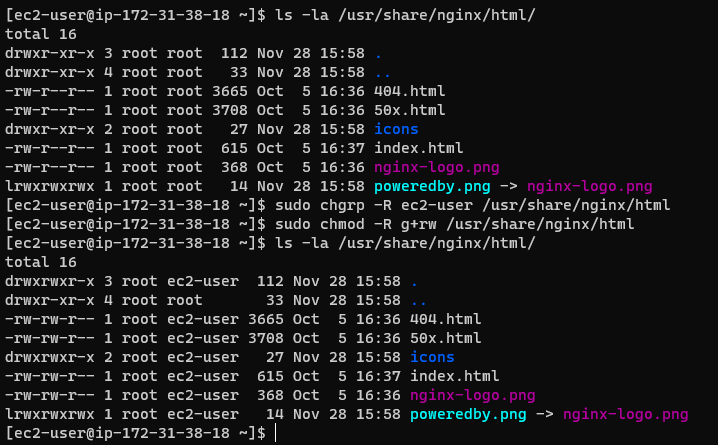 [ec2-user@ip-172-31-38-18 ~]$ ls -la /usr/share/nginx/html/
total 16
drwxr-xr-x 3 root root  112 Nov 28 15:58 .
drwxr-xr-x 4 root root   33 Nov 28 15:58 ..
-rw-r--r-- 1 root root 3665 Oct  5 16:36 404.html
-rw-r--r-- 1 root root 3708 Oct  5 16:36 50x.html
drwxr-xr-x 2 root root   27 Nov 28 15:58 icons
-rw-r--r-- 1 root root  615 Oct  5 16:37 index.html
-rw-r--r-- 1 root root  368 Oct  5 16:36 nginx-logo.png
lrwxrwxrwx 1 root root   14 Nov 28 15:58 poweredby.png -> nginx-logo.png
[ec2-user@ip-172-31-38-18 ~]$ sudo chgrp -R ec2-user /usr/share/nginx/html
[ec2-user@ip-172-31-38-18 ~]$ sudo chmod -R g+rw /usr/share/nginx/html
[ec2-user@ip-172-31-38-18 ~]$ ls -la /usr/share/nginx/html/
total 16
drwxrwxr-x 3 root ec2-user  112 Nov 28 15:58 .
drwxr-xr-x 4 root root       33 Nov 28 15:58 ..
-rw-rw-r-- 1 root ec2-user 3665 Oct  5 16:36 404.html
-rw-rw-r-- 1 root ec2-user 3708 Oct  5 16:36 50x.html
drwxrwxr-x 2 root ec2-user   27 Nov 28 15:58 icons
-rw-rw-r-- 1 root ec2-user  615 Oct  5 16:37 index.html
-rw-rw-r-- 1 root ec2-user  368 Oct  5 16:36 nginx-logo.png
lrwxrwxrwx 1 root ec2-user   14 Nov 28 15:58 poweredby.png -> nginx-logo.png
[ec2-user@ip-172-31-38-18 ~]$